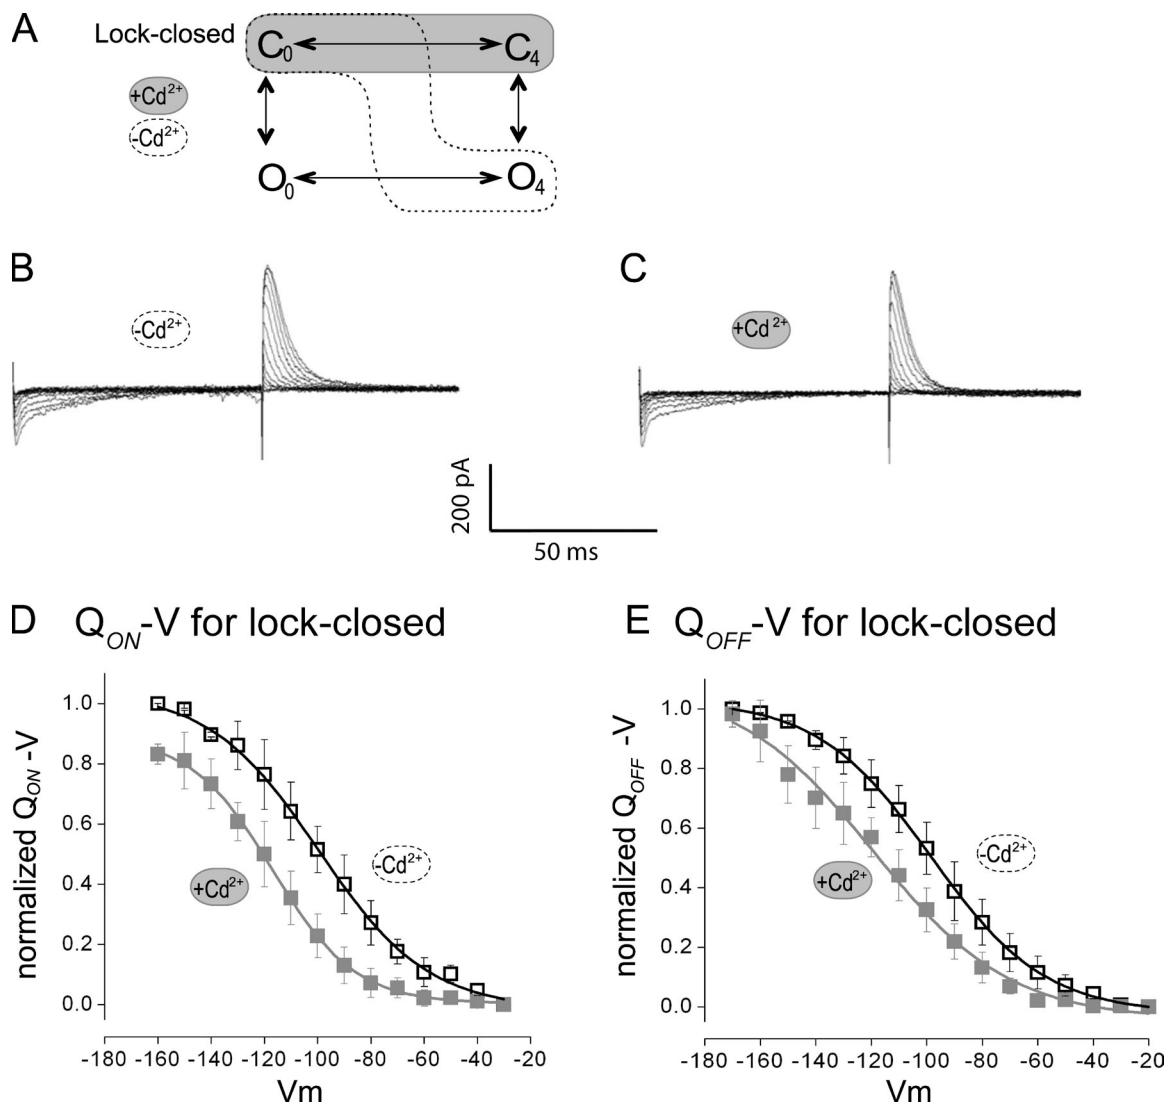 A
Lock-closed
C0
C4
+Cd2+
-Cd2+
O0
O4
B
C
-Cd2+
+Cd2+
200 pA
50 ms
D QON-V for lock-closed
E QOFF-V for lock-closed
normalized QON -V
1.0
0.8
0.6
0.4
0.2
0.0
-Cd2+
+Cd2+
-180 -160 -140 -120 -100 -80 -60 -40 -20
Vm
normalized QOFF -V
1.0
0.8
0.6
0.4
0.2
0.0
-Cd2+
+Cd2+
-180 -160 -140 -120 -100 -80 -60 -40 -20
Vm